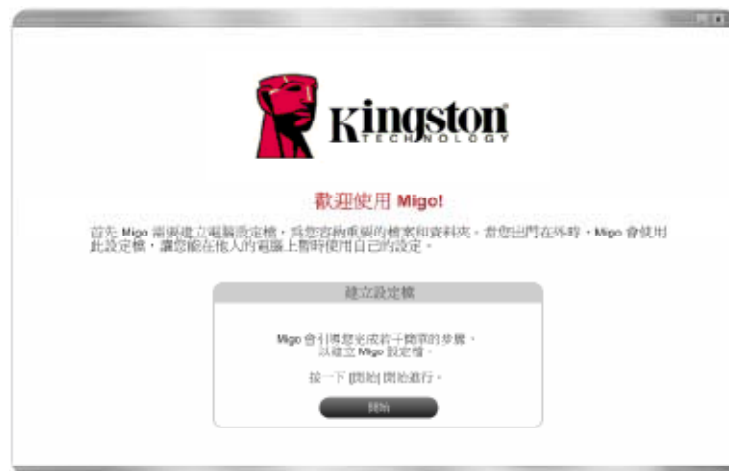 Kingston
TECHNOLOGY
歡迎使用 Migo!
首先 Migo 需要建立電腦設定檔,爲您容納重要的檔案和資料夾。當您出門在外時,Migo 會使用
此設定檔,讓您能在他人的電腦上暫時使用自己的設定。
建立設定檔
Migo 會引導您完成若干簡單的步驟,
以建立 Migo 設定檔。
按一下 [開始] 開始進行。
開始